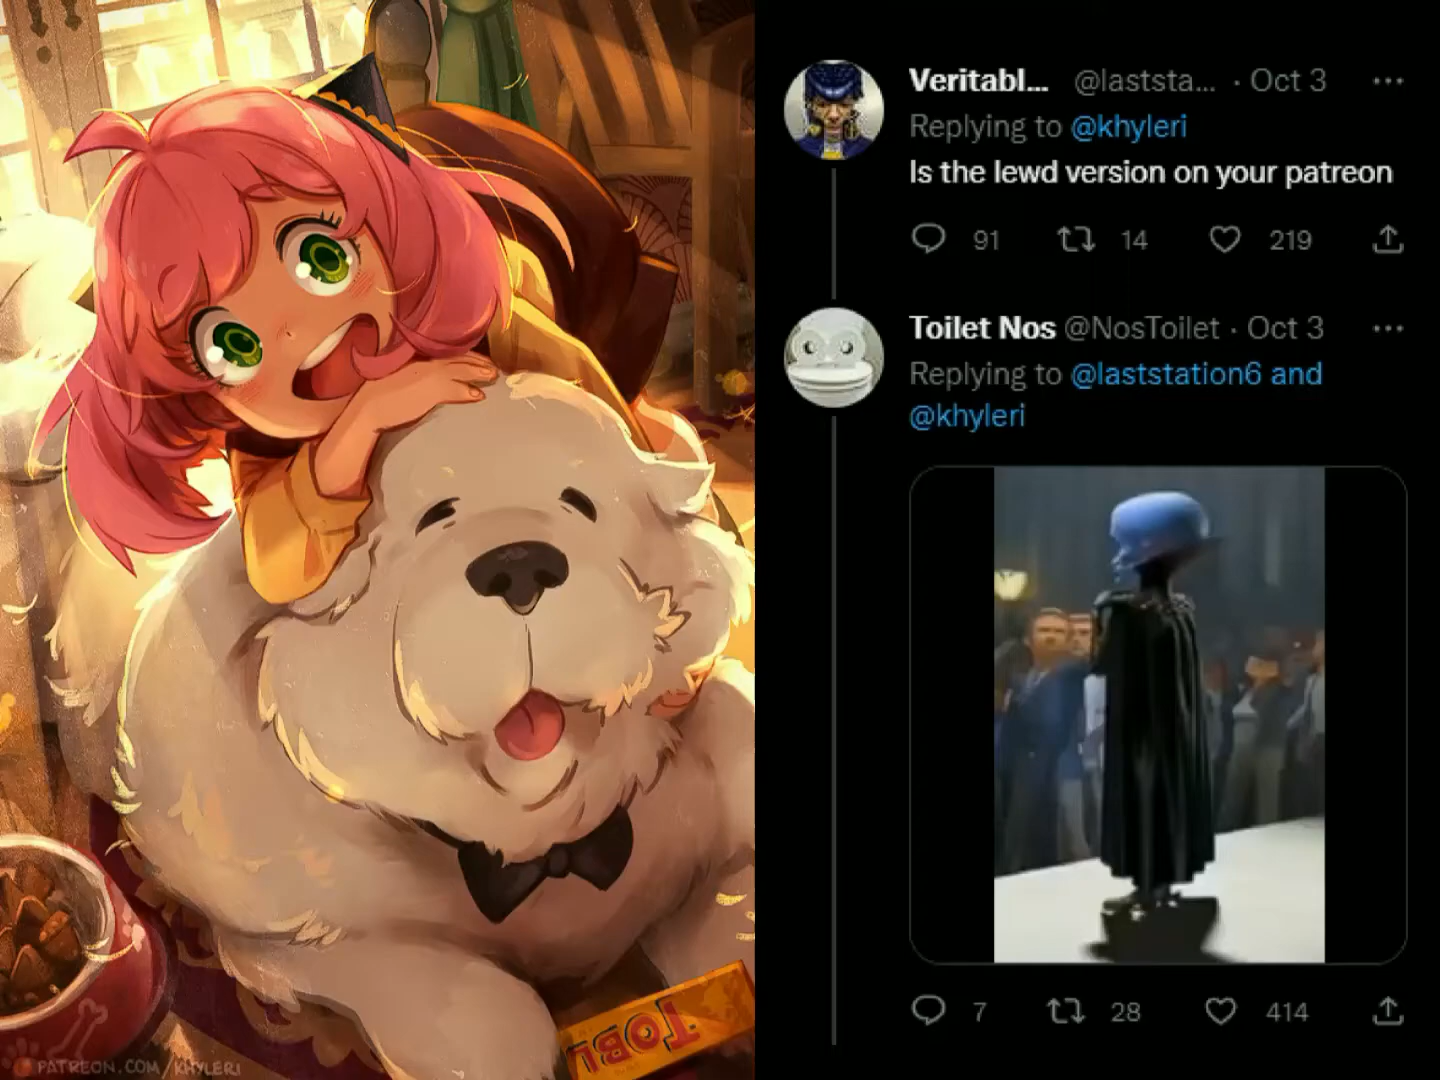 PATREON.COM/KHYLERI
Veritabl... @laststa... · Oct 3
Replying to @khyleri
Is the lewd version on your patreon
91 14 219
Toilet Nos @NosToilet · Oct 3
Replying to @laststation6 and
@khyleri
7 28 414